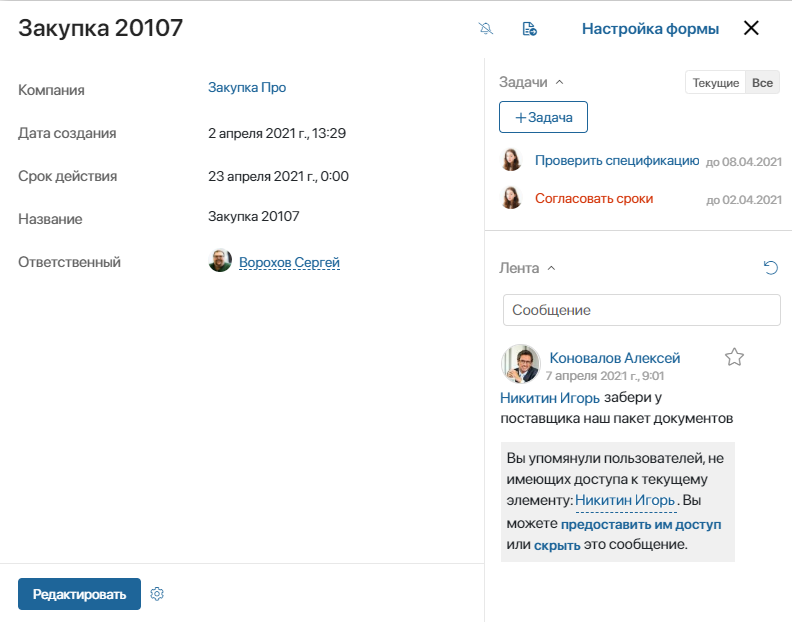 Закупка 20107
Настройка формы
Компания
Закупка Про
Дата создания
2 апреля 2021 г., 13:29
Срок действия
23 апреля 2021 г., 0:00
Название
Закупка 20107
Ответственный
Ворохов Сергей
Редактировать
Задачи
Текущие Все
+Задача
Проверить спецификацию до 08.04.2021
Согласовать сроки до 02.04.2021
Лента
Сообщение
Коновалов Алексей
7 апреля 2021 г., 9:01
Никитин Игорь забери у
поставщика наш пакет документов
Вы упомянули пользователей, не
имеющих доступа к текущему
элементу: Никитин Игорь. Вы
можете предоставить им доступ
или скрыть это сообщение.